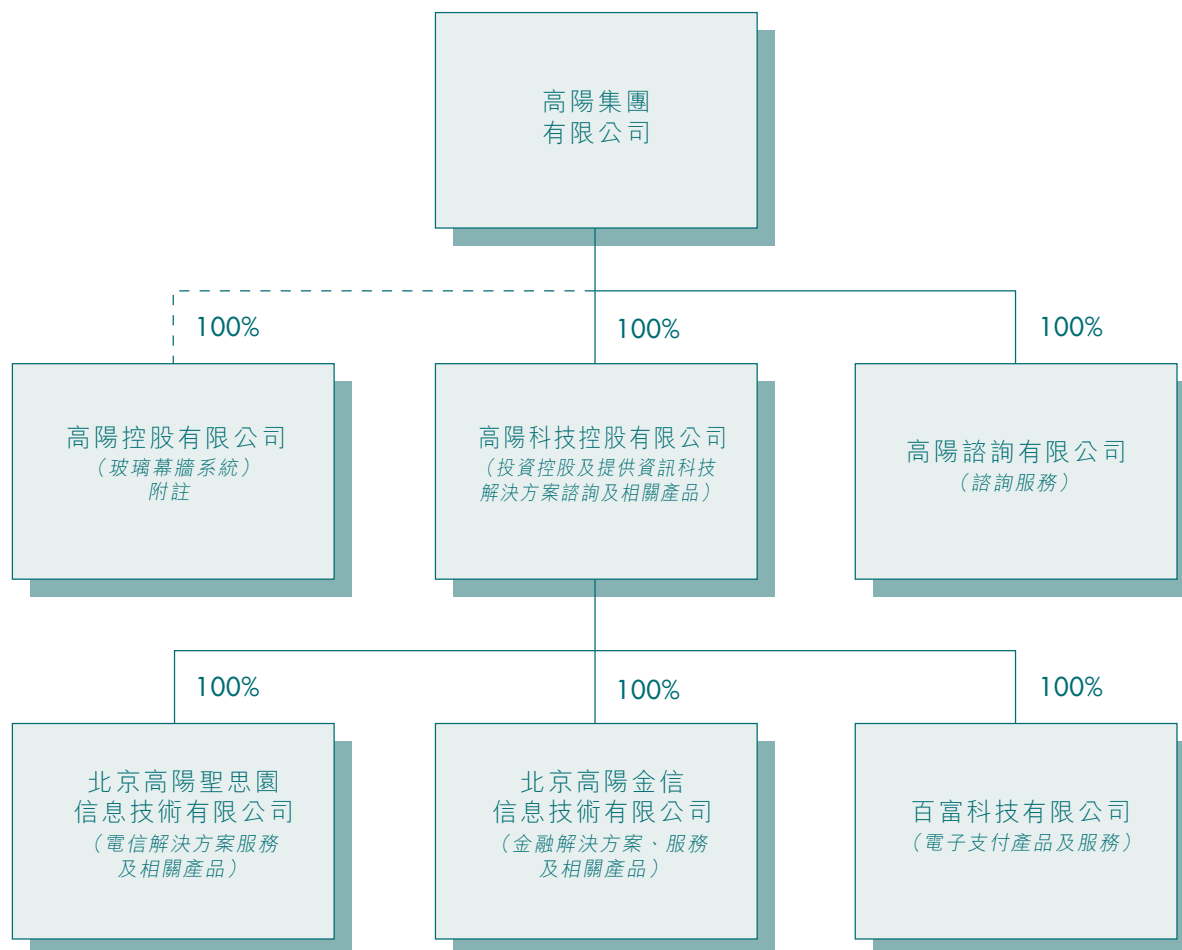 高陽集團
有限公司
100%
100%
100%
高陽控股有限公司
（玻璃幕牆系統）
附註
高陽科技控股有限公司
（投資控股及提供資訊科技
解決方案諮詢及相關產品）
高陽諮詢有限公司
（諮詢服務）
100%
100%
100%
北京高陽聖思園
信息技術有限公司
（電信解決方案服務
及相關產品）
北京高陽金信
信息技術有限公司
（金融解決方案、服務
及相關產品）
百富科技有限公司
（電子支付產品及服務）